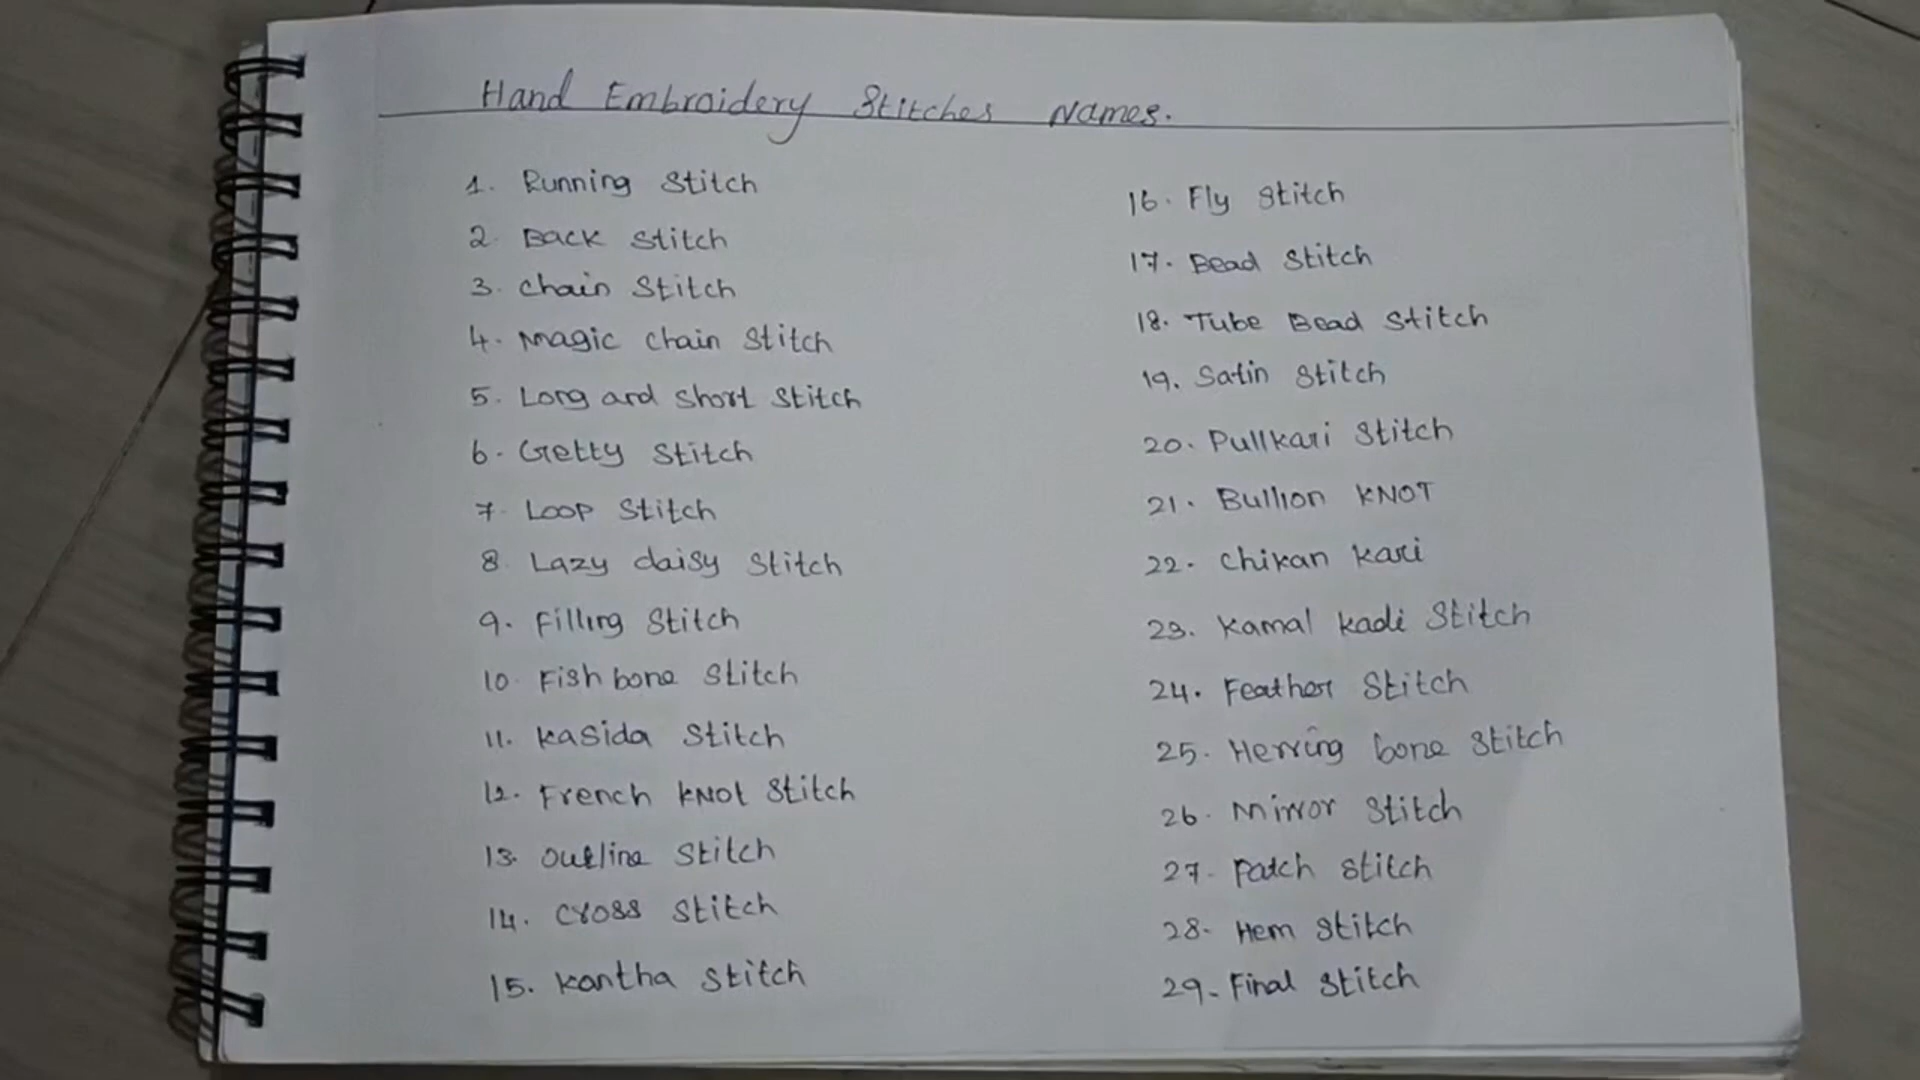 Hand Embroidery Stitches Names.
1. Running Stitch
2. Back Stitch
3. Chain Stitch
4. Magic Chain Stitch
5. Long and Short Stitch
6. Getty Stitch
7. Loop Stitch
8. Lazy daisy Stitch
9. Filling Stitch
10. Fish bone Stitch
11. Kasida Stitch
12. French KNot Stitch
13. Outline Stitch
14. Cross Stitch
15. Kantha Stitch
16. Fly Stitch
17. Bead Stitch
18. Tube Bead Stitch
19. Satin Stitch
20. Pullkari Stitch
21. Bullion KNOT
22. Chikan Kari
23. Kamal kadi Stitch
24. Feather Stitch
25. Herring bone Stitch
26. Mirror Stitch
27. Patch Stitch
28. Hem Stitch
29. Final Stitch